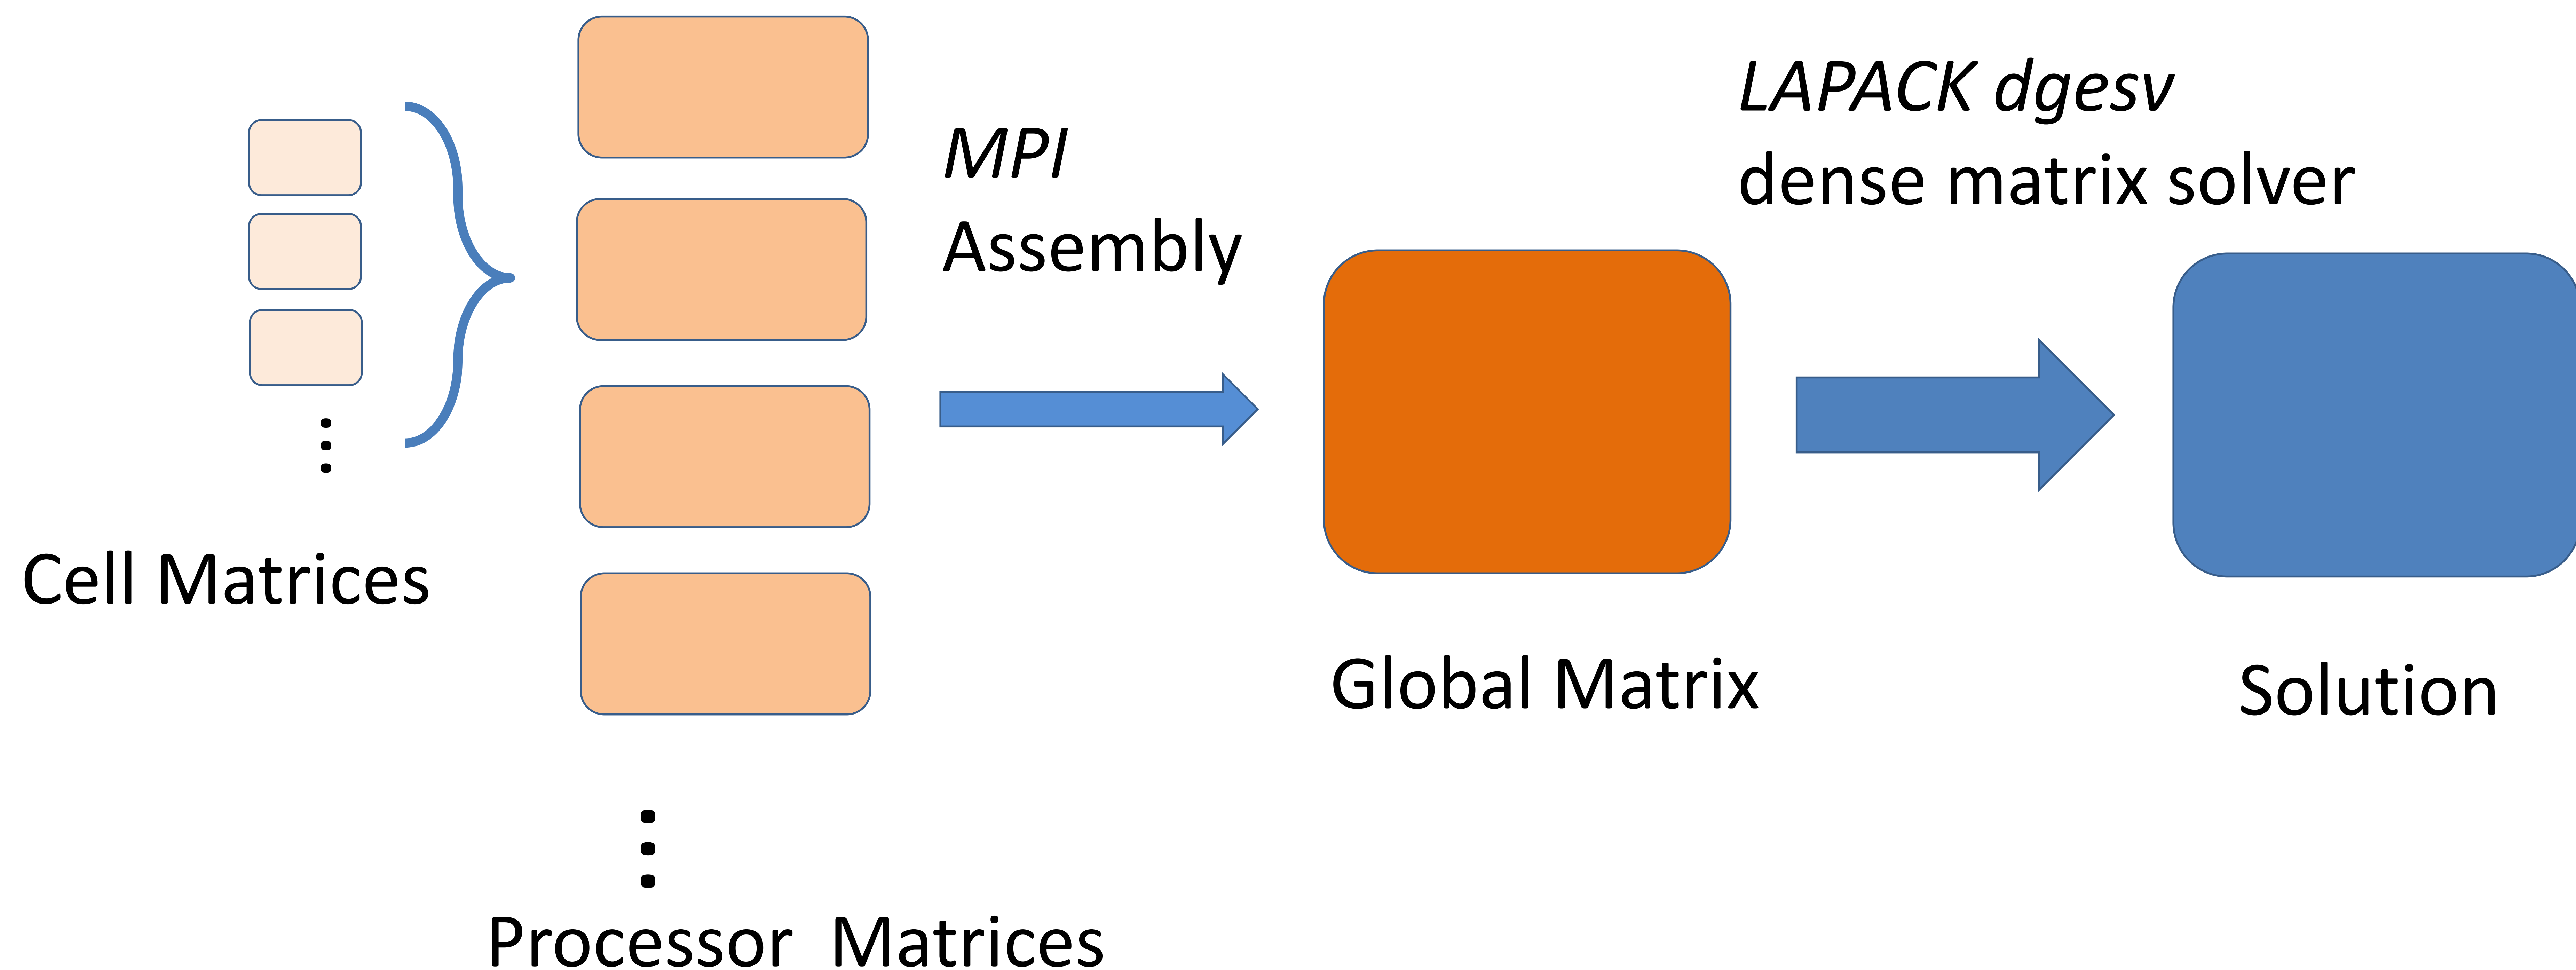 Cell Matrices
Processor Matrices
MPI
Assembly
Global Matrix
LAPACK dgesv
dense matrix solver
Solution